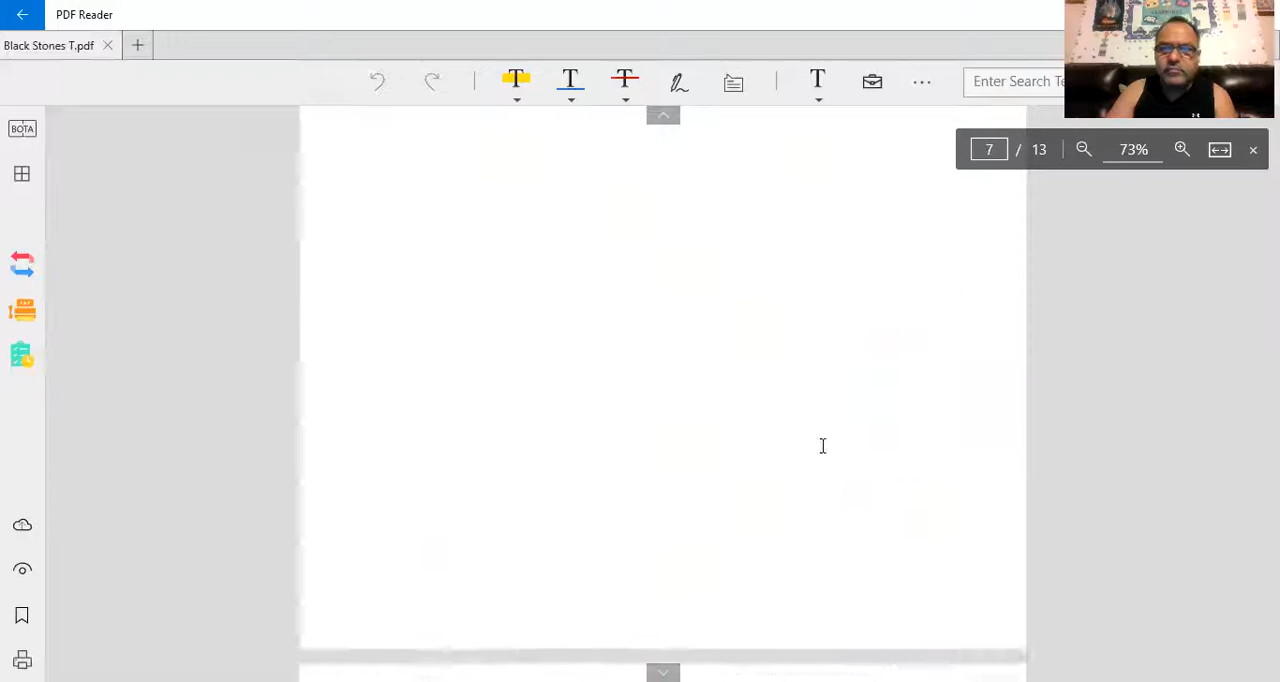 PDF Reader
Black Stones T.pdf
Enter Search Te
BOTA
7 / 13
73%